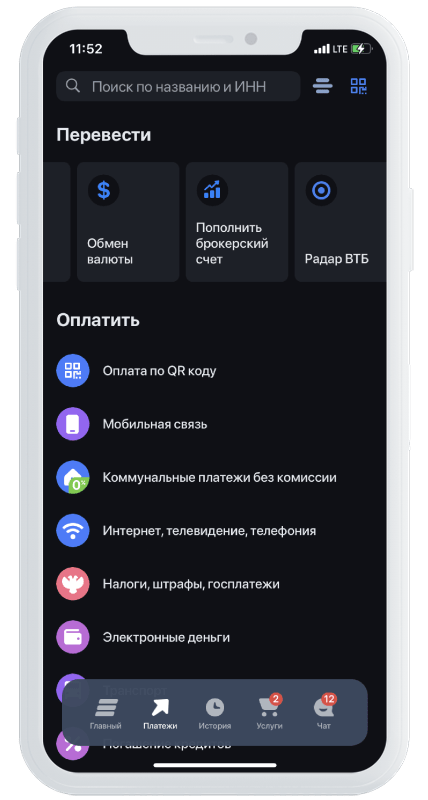 11:52
LTE
Поиск по названию и ИНН
Перевести
$
Обмен
валюты
Пополнить
брокерский
счет
Радар ВТБ
Оплатить
Оплата по QR коду
Мобильная связь
0%
Коммунальные платежи без комиссии
Интернет, телевидение, телефония
Налоги, штрафы, госплатежи
Электронные деньги
Транспорт
2
12
Главный
Платежи
История
Услуги
Чат
%
Погашение кредитов